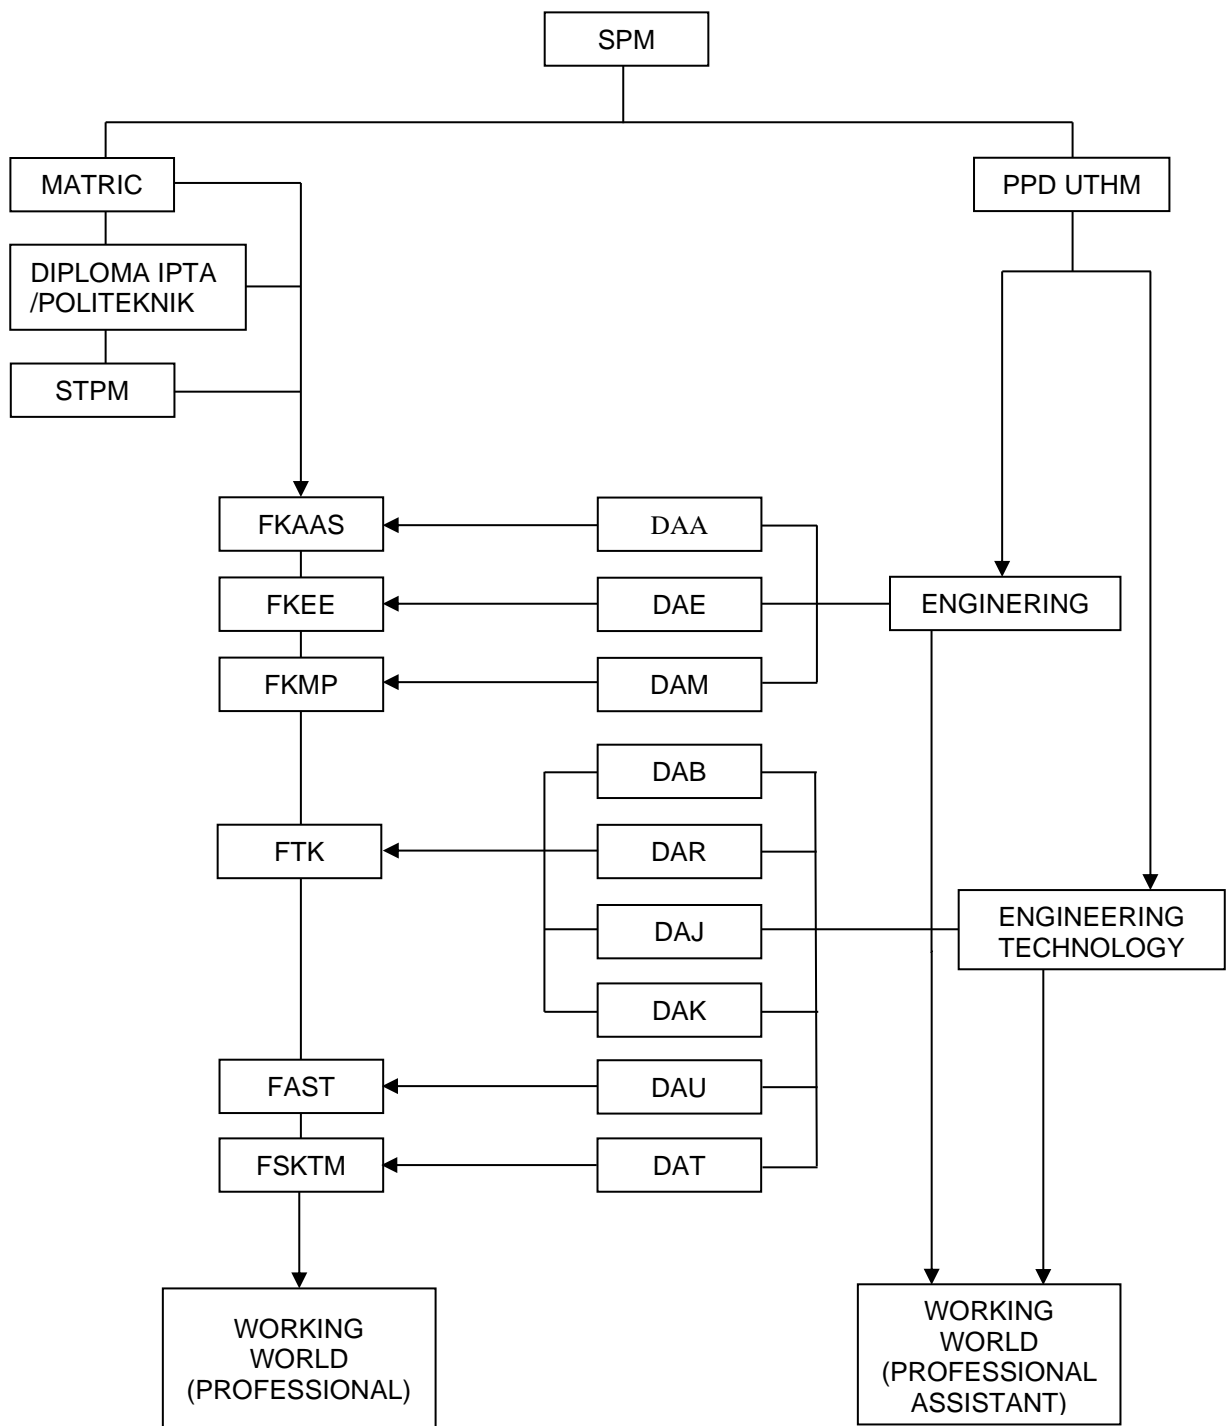 SPM
MATRIC
PPD UTHM
DIPLOMA IPTA
/POLITEKNIK
STPM
FKAAS
DAA
FKEE
DAE
ENGINERING
FKMP
DAM
DAB
FTK
DAR
DAJ
ENGINEERING
TECHNOLOGY
DAK
FAST
DAU
FSKTM
DAT
WORKING
WORLD
(PROFESSIONAL)
WORKING
WORLD
(PROFESSIONAL
ASSISTANT)